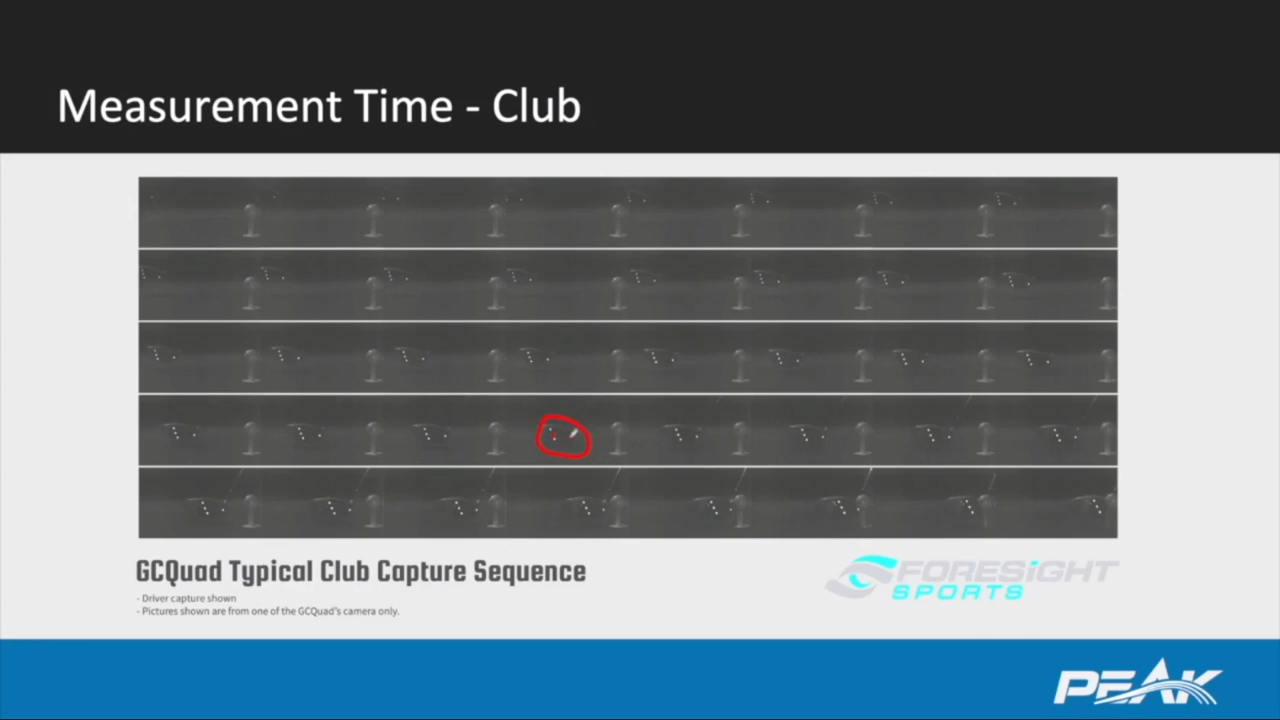 Measurement Time - Club
GCQuad Typical Club Capture Sequence
- Driver capture shown
- Pictures shown are from one of the GCQuad's camera only.
FORESiGHT
SPORTS
PEAK